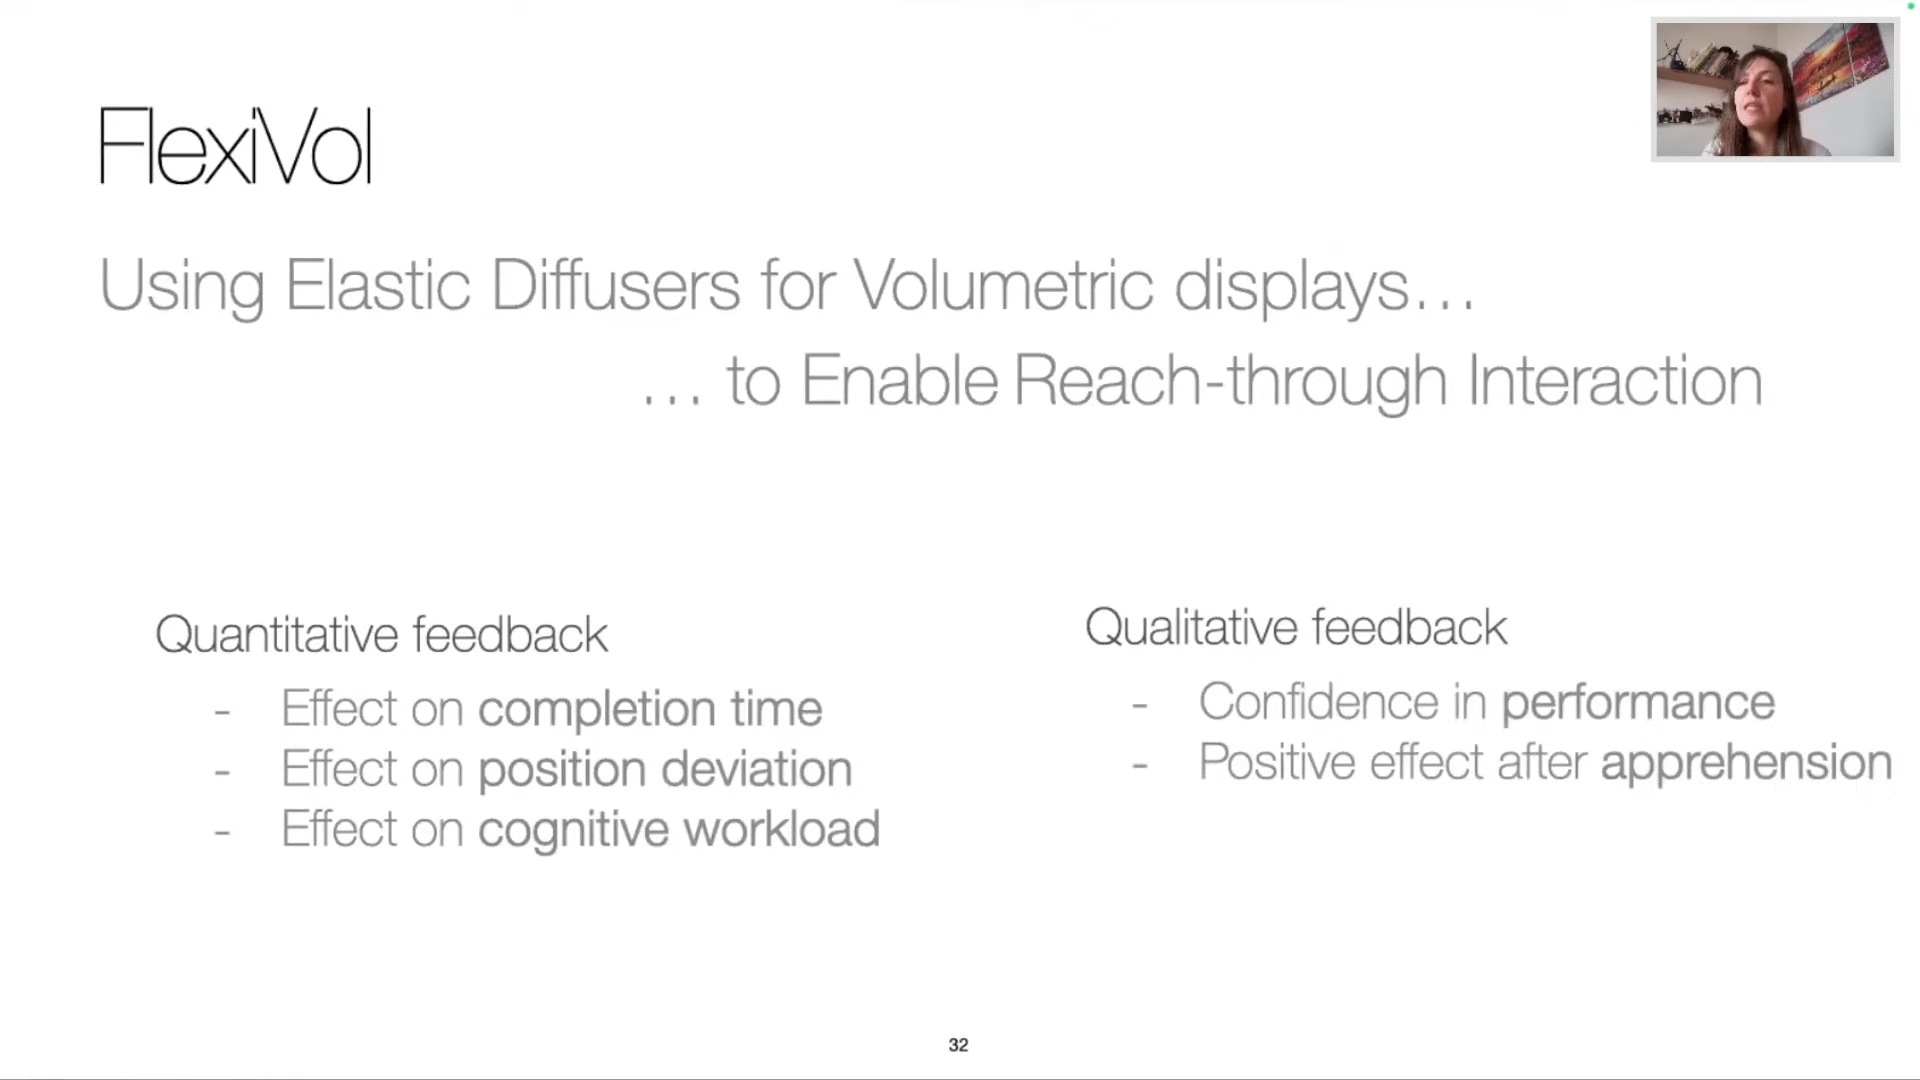 FlexiVol
Using Elastic Diffusers for Volumetric displays...
... to Enable Reach-through Interaction
Quantitative feedback
- Effect on completion time
- Effect on position deviation
- Effect on cognitive workload
Qualitative feedback
- Confidence in performance
- Positive effect after apprehension
32